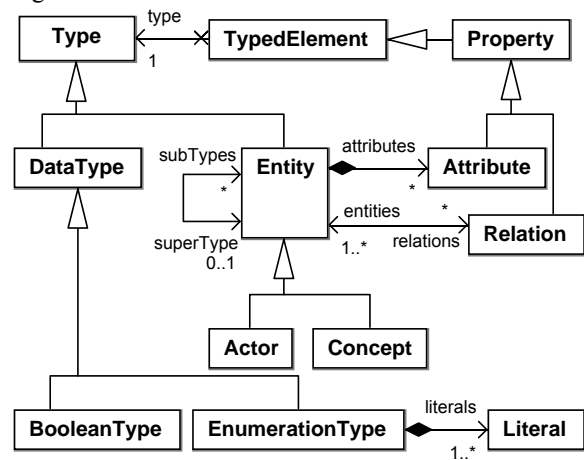 type
Type
TypedElement
Property
1
DataType
subTypes
Entity
attributes
Attribute
*
*
entities
*
superType
0..1
1..*
relations
Relation
Actor
Concept
BooleanType
EnumerationType
literals
Literal
1..*